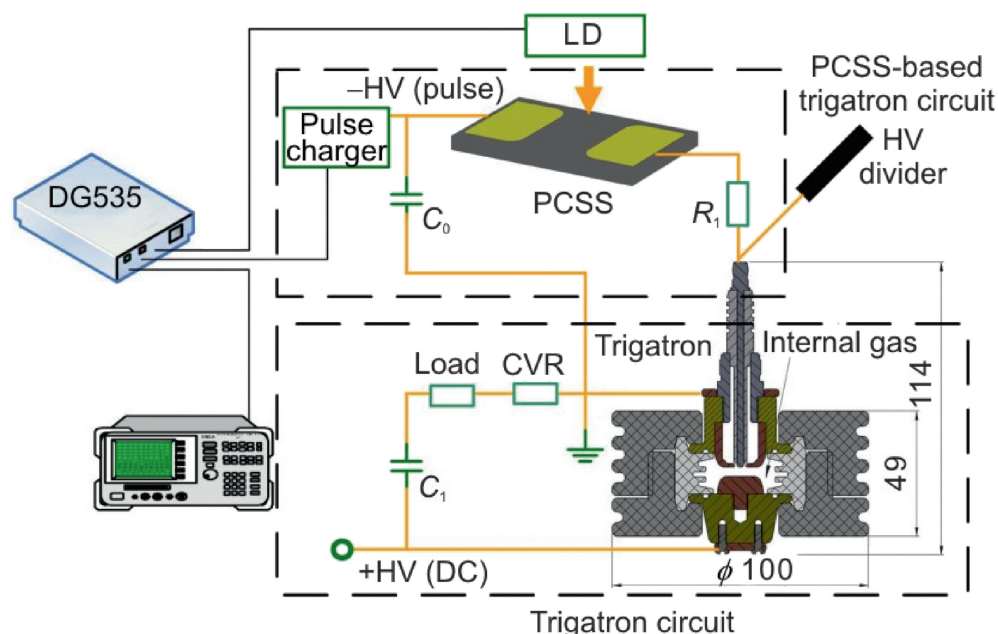 LD
–HV (pulse)
PCSS-based
trigatron circuit
Pulse
charger
HV
divider
DG535
PCSS
C₀
R₁
Trigatron
Internal gas
Load
CVR
114
49
C₁
+HV (DC)
ϕ 100
Trigatron circuit